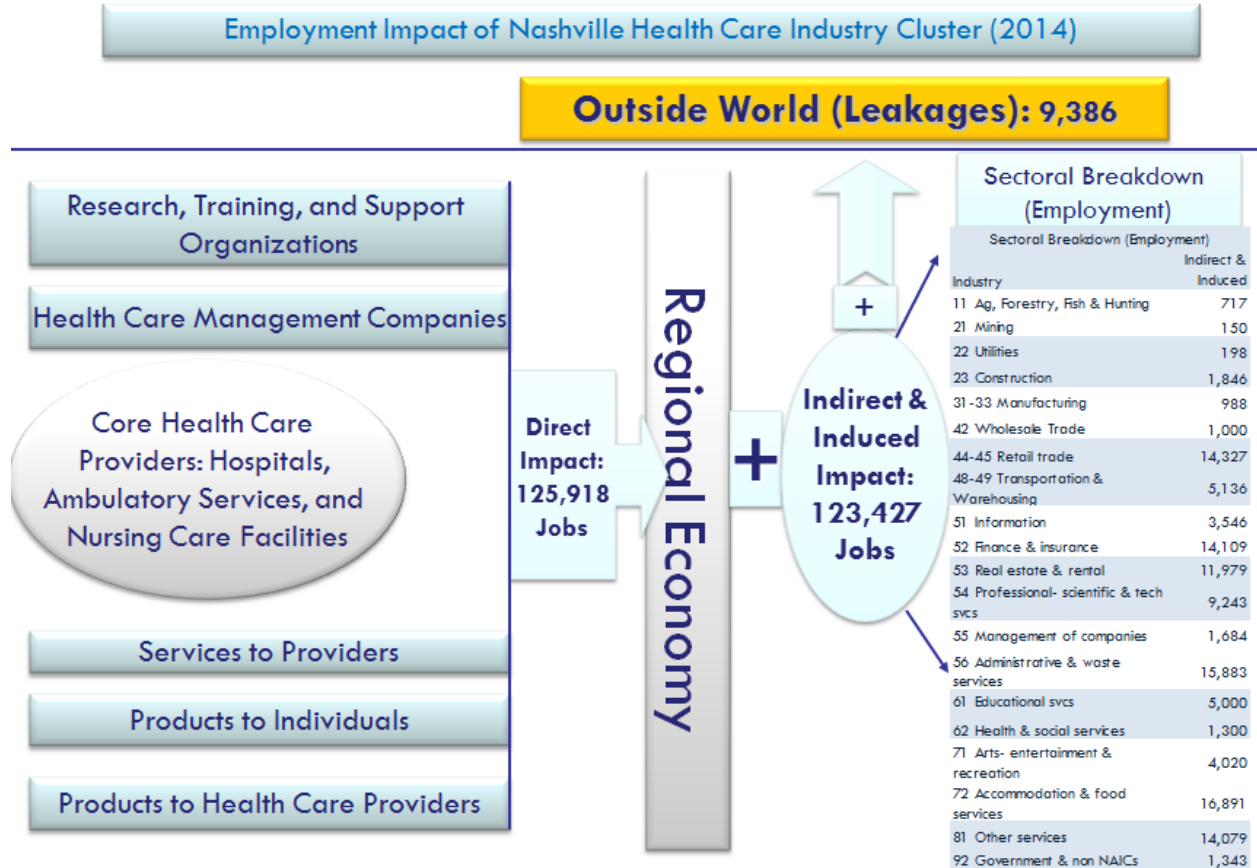 Employment Impact of Nashville Health Care Industry Cluster (2014)
Outside World (Leakages): 9,386
Research, Training, and Support
Organizations
Health Care Management Companies
Core Health Care
Providers: Hospitals,
Ambulatory Services, and
Nursing Care Facilities
Services to Providers
Products to Individuals
Products to Health Care Providers
Direct
Impact:
125,918
Jobs
Regional Economy
+
+
Indirect &
Induced
Impact:
123,427
Jobs
Sectoral Breakdown
(Employment)
Sectoral Breakdown (Employment)
Indirect &
Industry Induced
11 Ag, Forestry, Fish & Hunting 717
21 Mining 150
22 Utilities 198
23 Construction 1,846
31-33 Manufacturing 988
42 Wholesale Trade 1,000
44-45 Retail trade 14,327
48-49 Transportation &
Warehousing 5,136
51 Information 3,546
52 Finance & insurance 14,109
53 Real estate & rental 11,979
54 Professional- scientific & tech
svcs 9,243
55 Management of companies 1,684
56 Administrative & waste
services 15,883
61 Educational svcs 5,000
62 Health & social services 1,300
71 Arts- entertainment &
recreation 4,020
72 Accommodation & food
services 16,891
81 Other services 14,079
92 Government & non NAICs 1,343